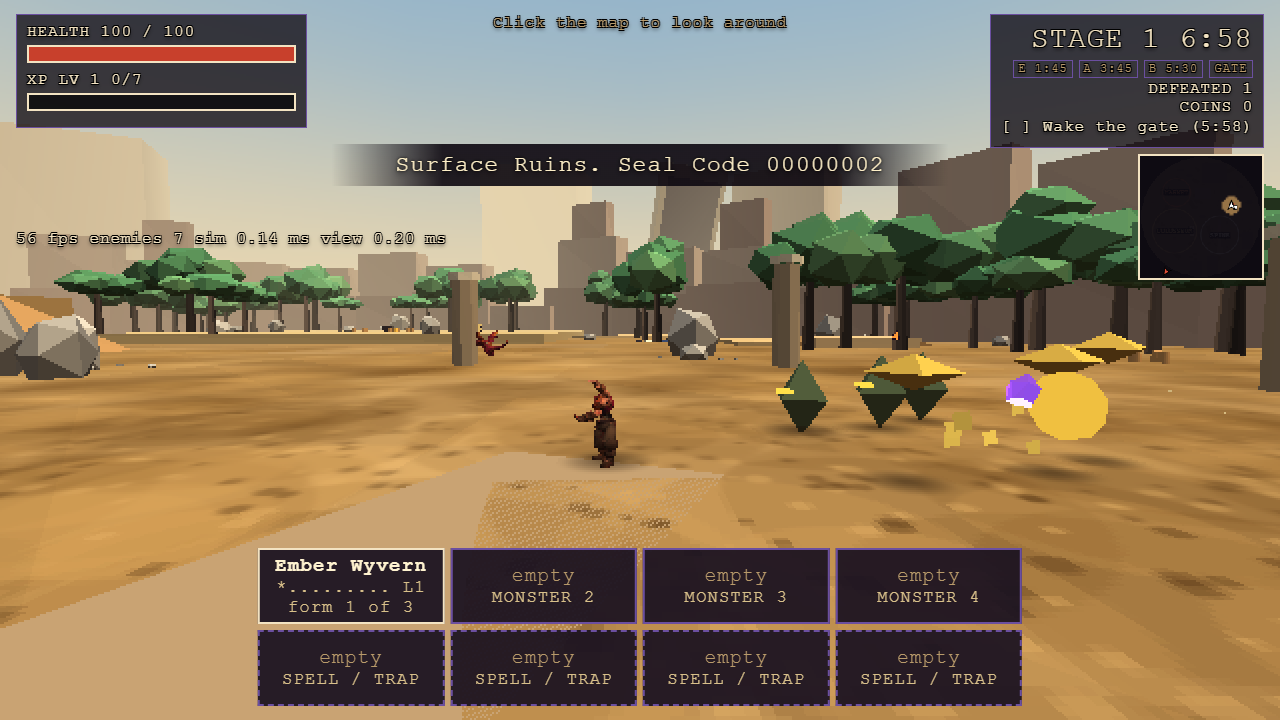 HEALTH 100 / 100
XP LV 1 0/7
Click the map to look around
STAGE 1 6:58
E 1:45 A 3:45 B 5:30 GATE
DEFEATED 1
COINS 0
[ ] Wake the gate (5:58)
Surface Ruins. Seal Code 00000002
56 fps enemies 7 sim 0.14 ms view 0.20 ms
Ember Wyvern
*......... L1
form 1 of 3
empty
MONSTER 2
empty
MONSTER 3
empty
MONSTER 4
empty
SPELL / TRAP
empty
SPELL / TRAP
empty
SPELL / TRAP
empty
SPELL / TRAP